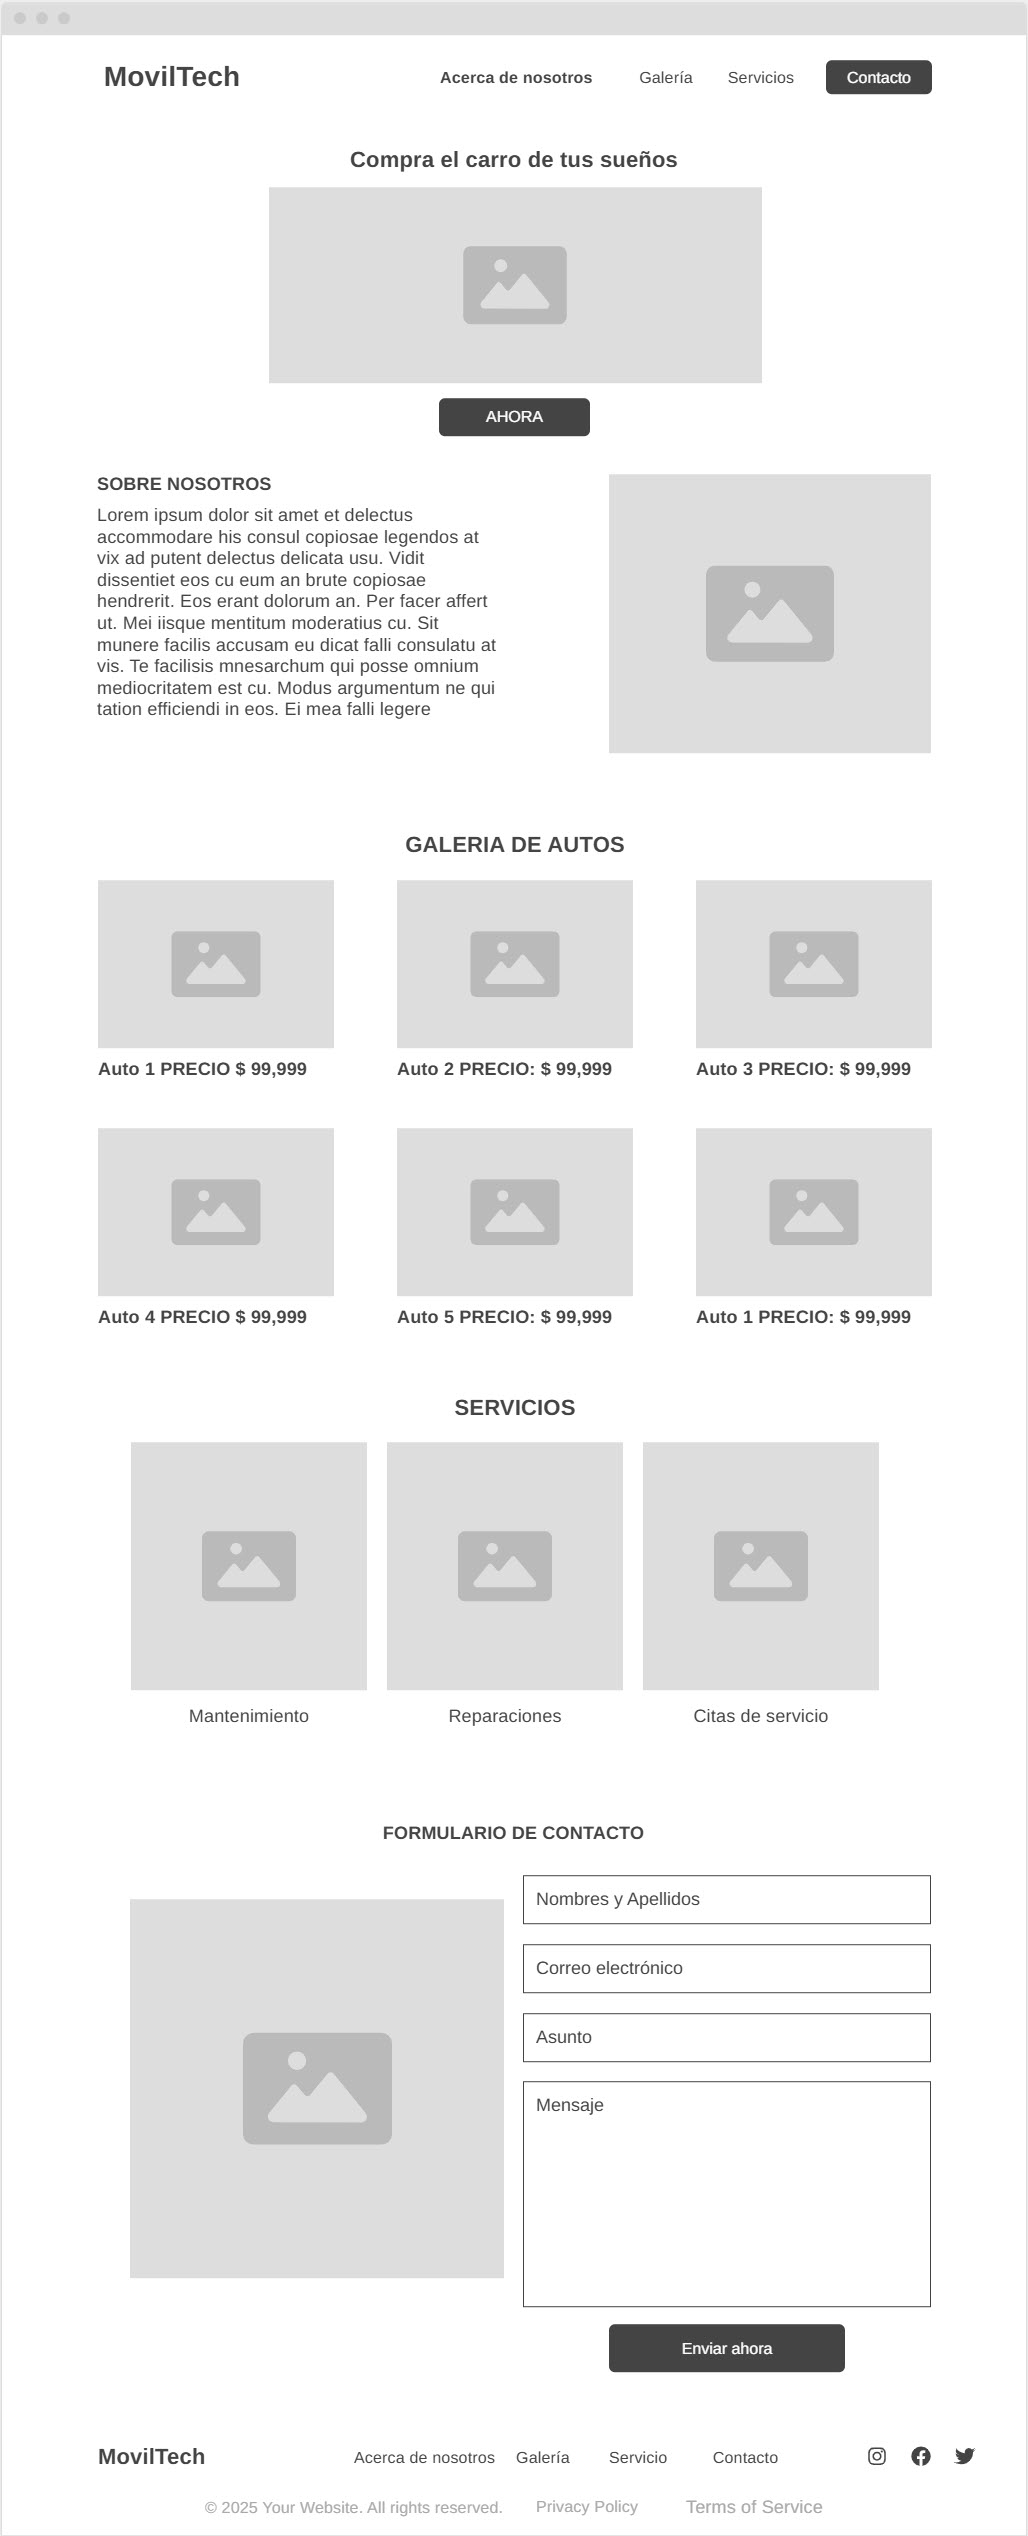 MovilTech
Acerca de nosotros
Galería
Servicios
Contacto
Compra el carro de tus sueños
AHORA
SOBRE NOSOTROS
Lorem ipsum dolor sit amet et delectus
accommodare his consul copiosae legendos at
vix ad putent delectus delicata usu. Vidit
dissentiet eos cu eum an brute copiosae
hendrerit. Eos erant dolorum an. Per facer affert
ut. Mei iisque mentitum moderatius cu. Sit
munere facilis accusam eu dicat falli consulatu at
vis. Te facilisis mnesarchum qui posse omnium
mediocritatem est cu. Modus argumentum ne qui
tation efficiendi in eos. Ei mea falli legere
GALERIA DE AUTOS
Auto 1 PRECIO $ 99,999
Auto 2 PRECIO: $ 99,999
Auto 3 PRECIO: $ 99,999
Auto 4 PRECIO $ 99,999
Auto 5 PRECIO: $ 99,999
Auto 1 PRECIO: $ 99,999
SERVICIOS
Mantenimiento
Reparaciones
Citas de servicio
FORMULARIO DE CONTACTO
Nombres y Apellidos
Correo electrónico
Asunto
Mensaje
Enviar ahora
MovilTech
Acerca de nosotros
Galería
Servicio
Contacto
© 2025 Your Website. All rights reserved.
Privacy Policy
Terms of Service